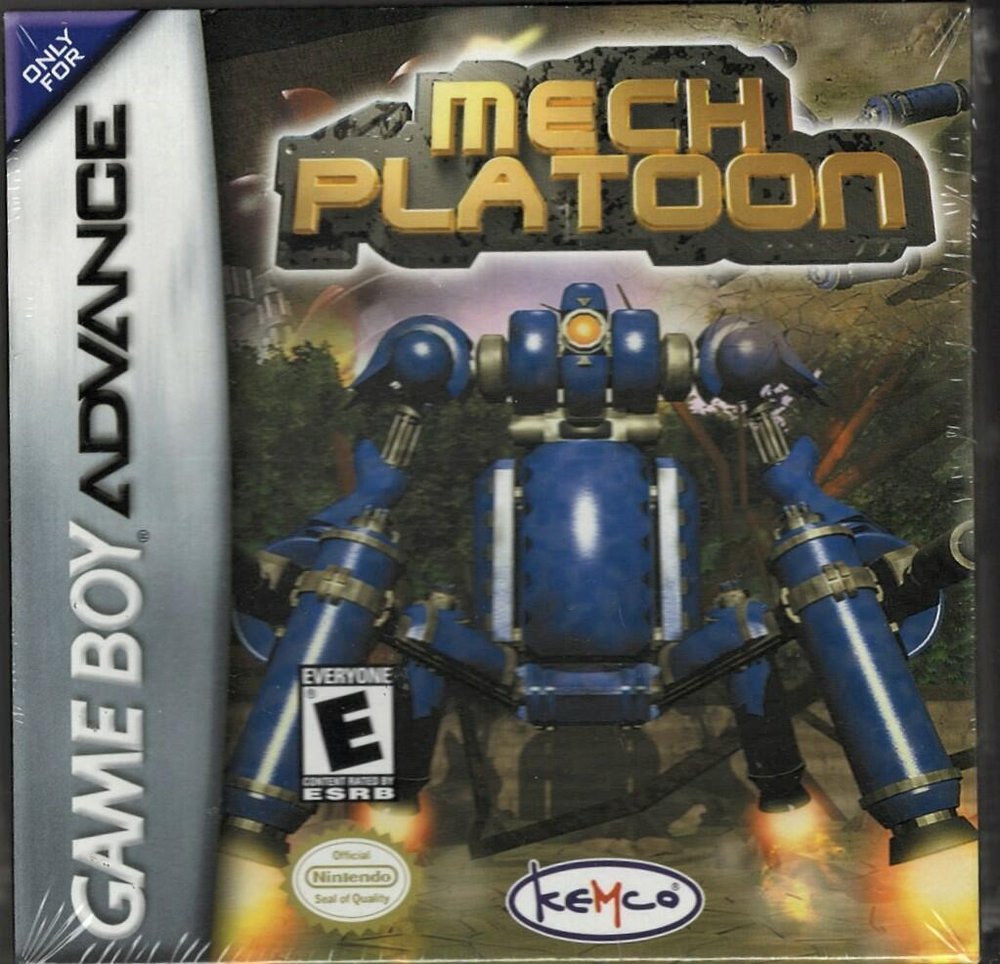 ONLY
FOR
GAME BOY ADVANCE
®
MECH
PLATOON
EVERYONE
®
E
CONTENT RATED BY
ESRB
Official
Nintendo
Seal of Quality
KEMCO
®